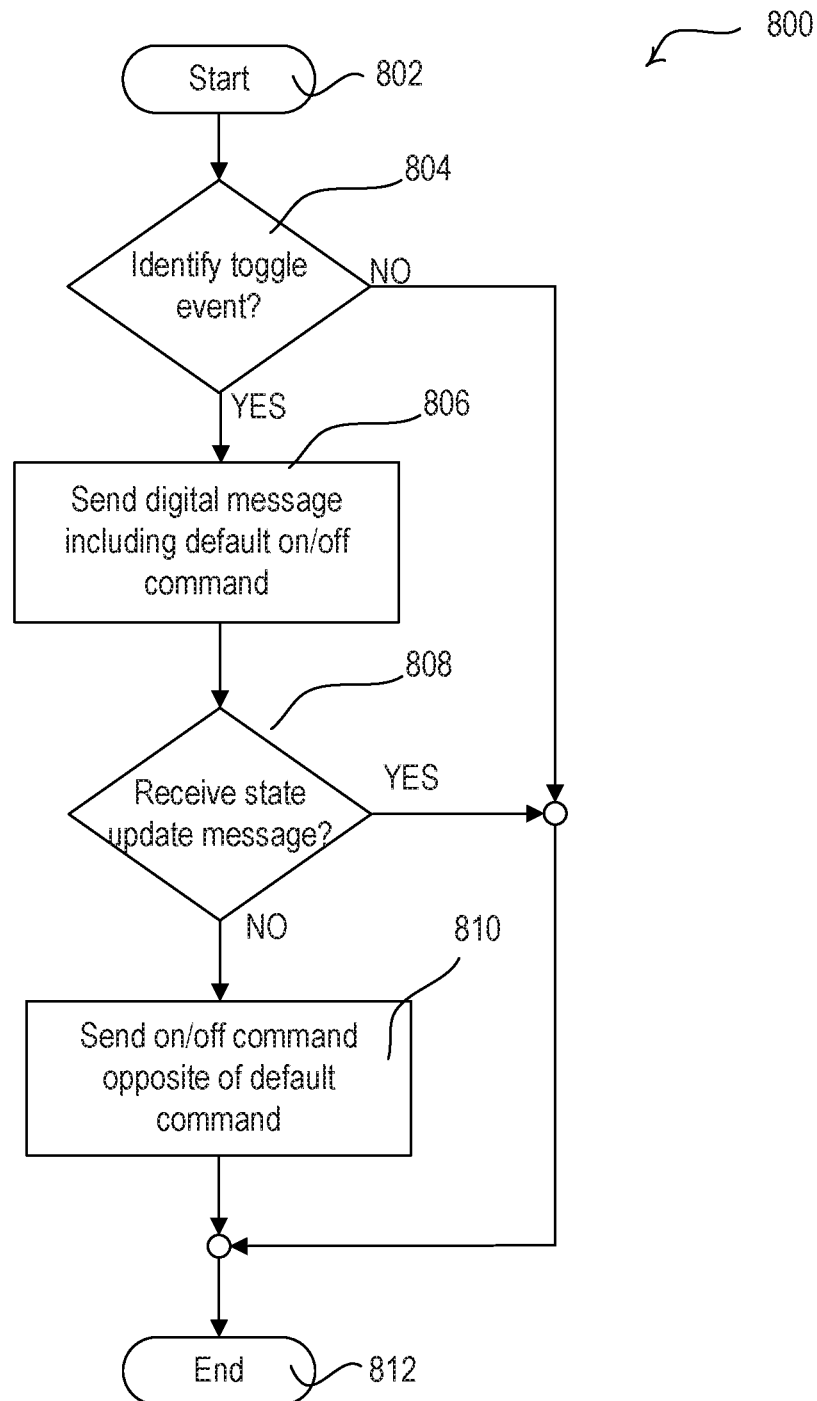 800
Start
802
804
Identify toggle
event?
NO
YES
806
Send digital message
including default on/off
command
808
Receive state
update message?
YES
NO
810
Send on/off command
opposite of default
command
End
812